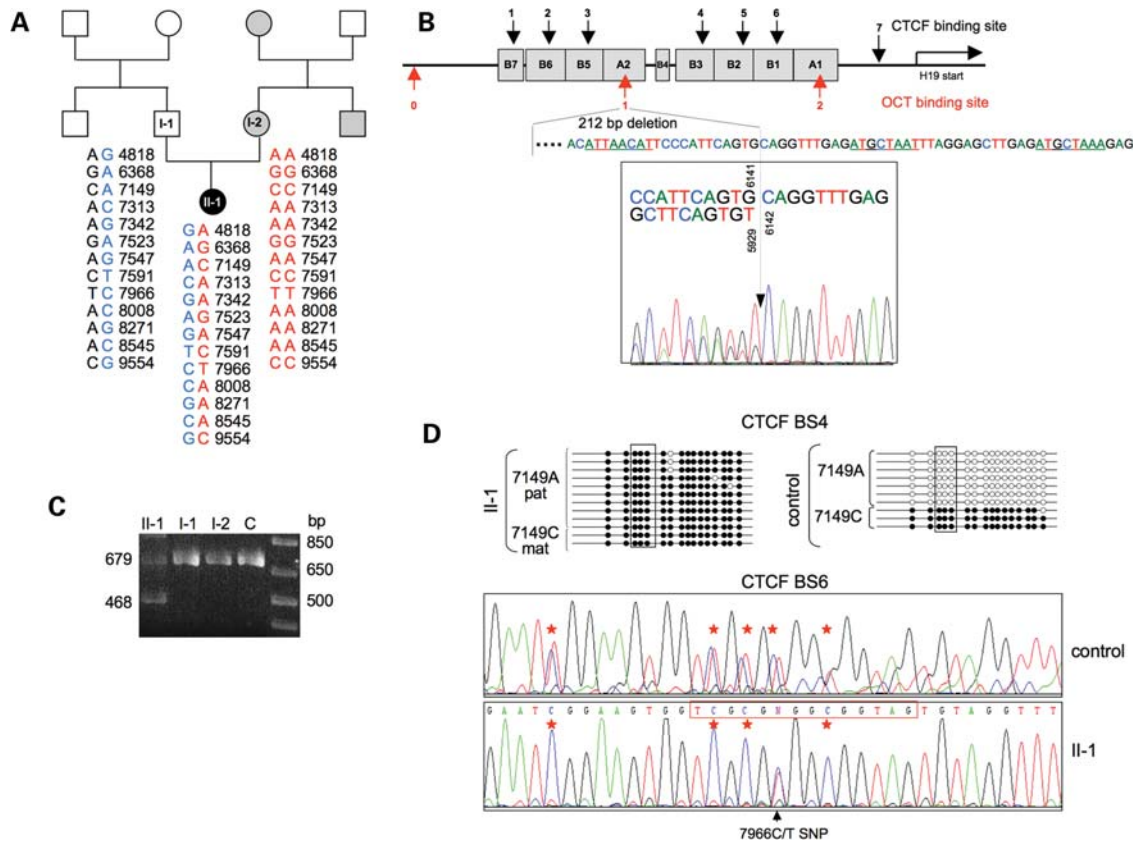 A
I-1
I-2
II-1
A G 4818
G A 6368
C A 7149
A C 7313
A G 7342
G A 7523
A G 7547
C T 7591
T C 7966
A C 8008
A G 8271
A C 8545
C G 9554
G A 4818
A G 6368
A C 7149
C A 7313
G A 7342
A G 7523
G A 7547
T C 7591
C T 7966
C A 8008
G A 8271
C A 8545
G C 9554
A A 4818
G G 6368
C C 7149
A A 7313
A A 7342
G G 7523
A A 7547
C C 7591
T T 7966
A A 8008
A A 8271
A A 8545
C C 9554
B
1 2 3 4 5 6 7 CTCF binding site
B7 B6 B5 A2 B4 B3 B2 B1 A1
H19 start
0 1 2 OCT binding site
212 bp deletion
ACATTAACATTCCCATTCAGTGCAGGTTTGAGATGCTAATTTAGGAGCTTGAGATGCTAAAGAG
CCATTCAGTG 6141 CAGGTTTGAG
GCTTCAGTGT 5929 6142
C
II-1 I-1 I-2 C bp
679
468
850
650
500
D
CTCF BS4
II-1
7149A
pat
7149C
mat
control
7149A
7149C
CTCF BS6
control
G A A T C G G A A G T G G T C G C G N G G C G G T A G T G T A G G T T T
II-1
7966C/T SNP